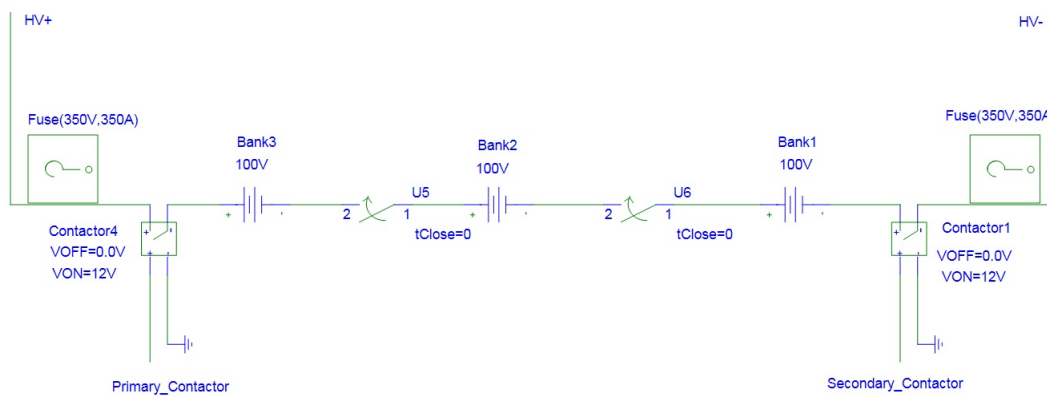 HV+
HV-
Fuse(350V,350A)
Fuse(350V,350A
Bank3
100V
Bank2
100V
Bank1
100V
U5
2
1
tClose=0
U6
2
1
tClose=0
+
-
+
-
+
-
Contactor4
VOFF=0.0V
VON=12V
+
-
+
-
Contactor1
VOFF=0.0V
VON=12V
+
-
+
-
Primary_Contactor
Secondary_Contactor